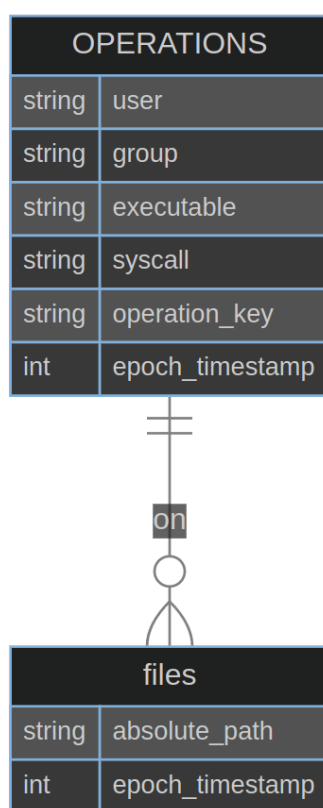 OPERATIONS
string user
string group
string executable
string syscall
string operation_key
int epoch_timestamp
on
files
string absolute_path
int epoch_timestamp